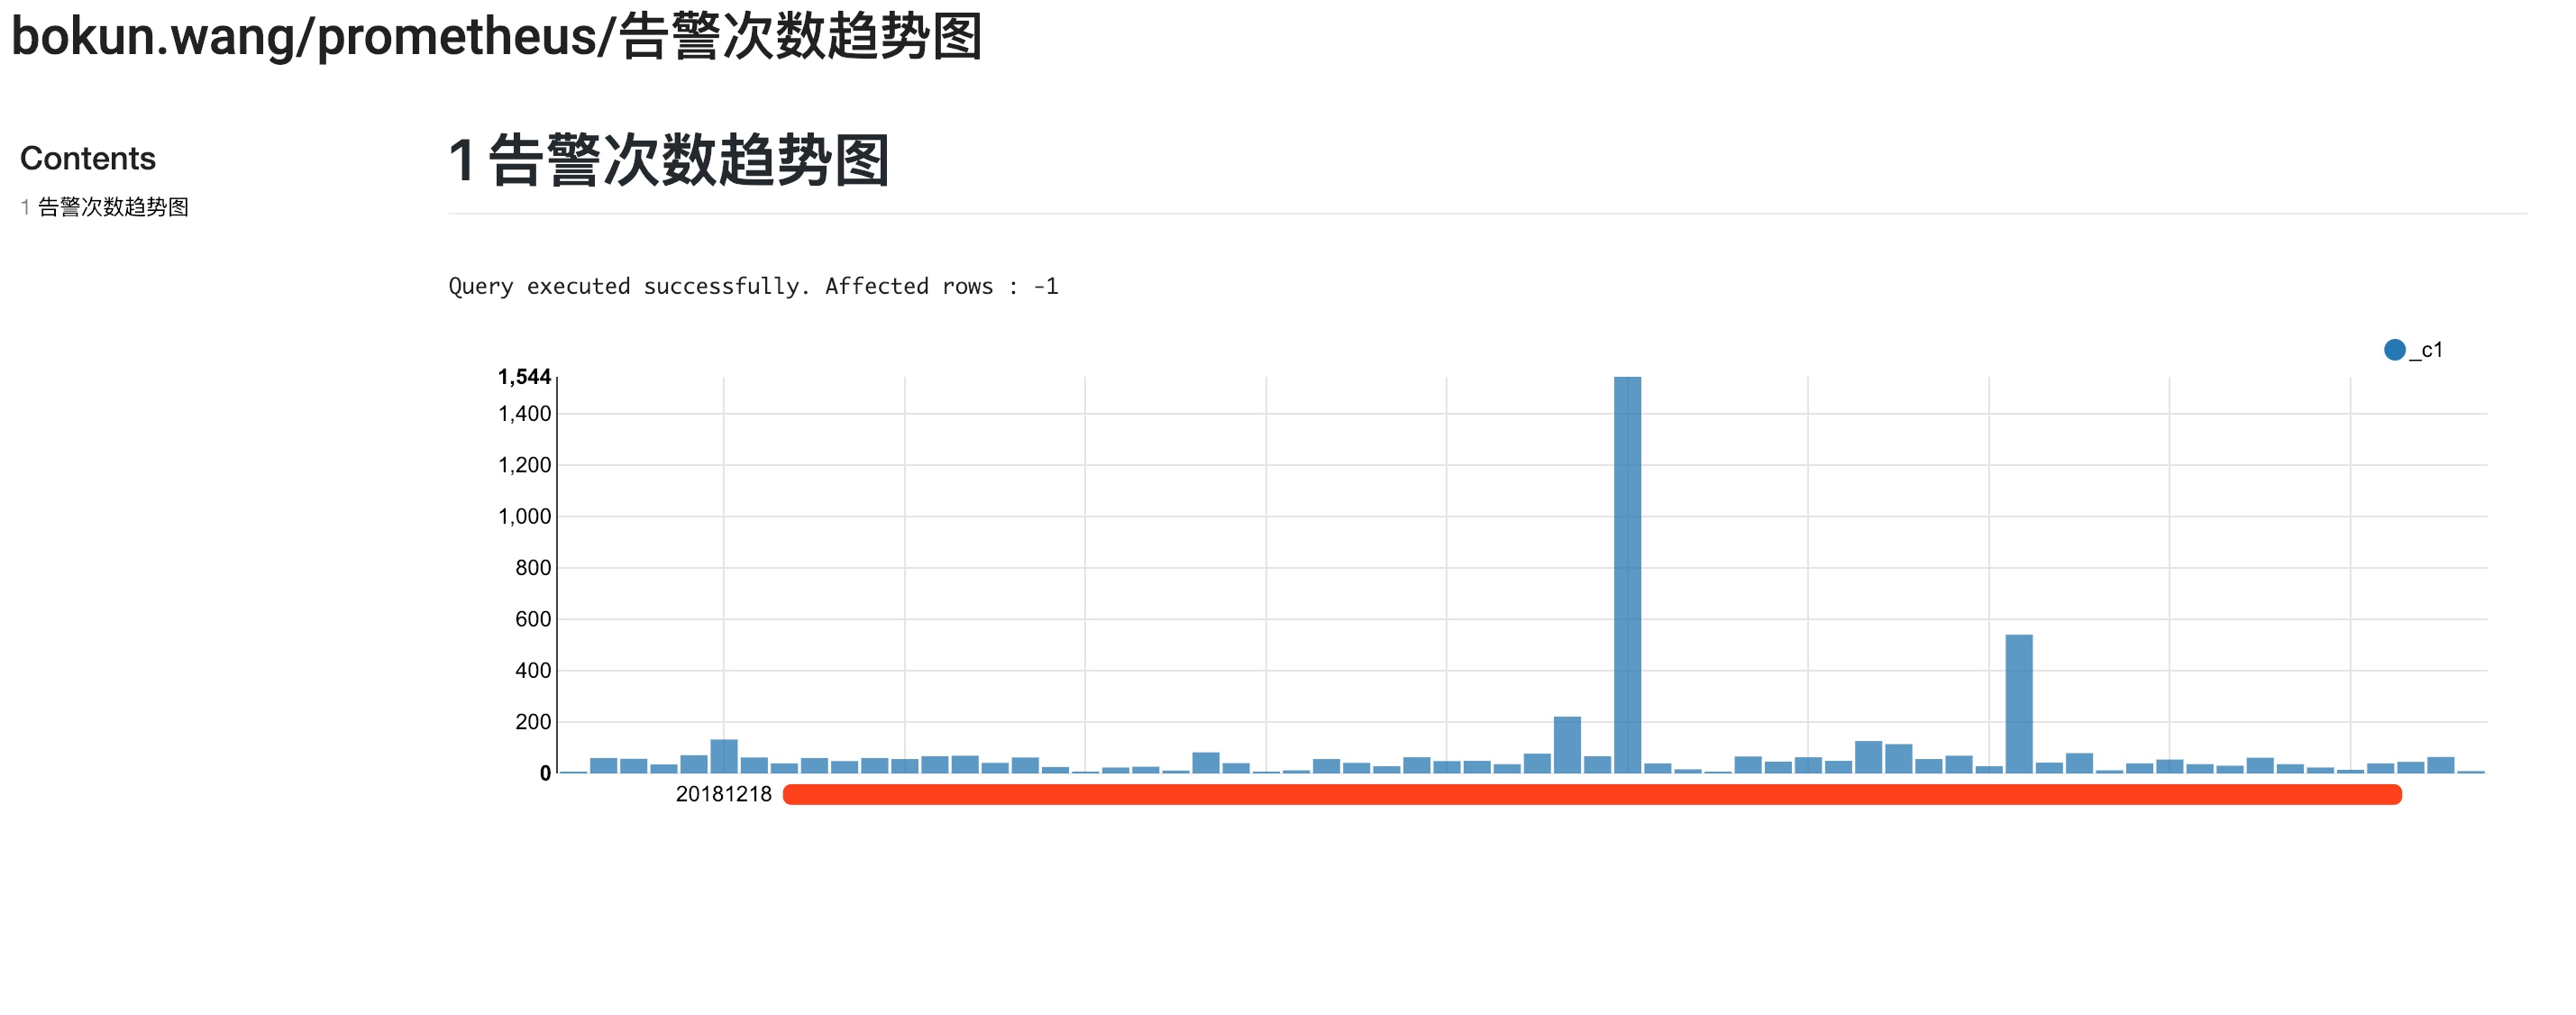 bokun.wang/prometheus/告警次数趋势图
Contents
1 告警次数趋势图
1 告警次数趋势图
Query executed successfully. Affected rows : -1
_c1
1,544
1,400
1,200
1,000
800
600
400
200
0
20181218